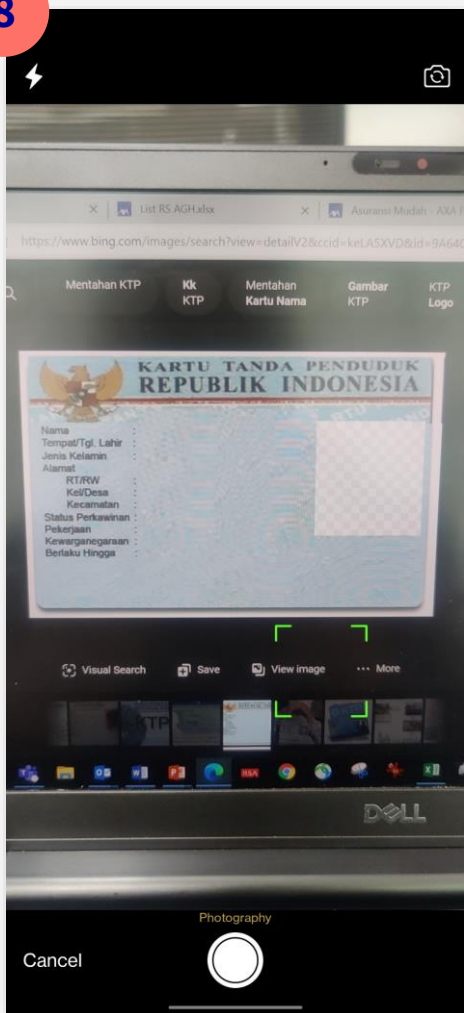 8
List RS AGH.xlsx
Asuransi Mudah - AXA
https://www.bing.com/images/search?view=detailV2&ccid=keLASXVD&id=9A640
Mentahan KTP
Kk
KTP
Mentahan
Kartu Nama
Gambar
KTP
KTP
Logo
KARTU TANDA PENDUDUK
REPUBLIK INDONESIA
Nama :
Tempat/Tgl. Lahir :
Jenis Kelamin :
Alamat
RT/RW :
Kel/Desa :
Kecamatan :
Status Perkawinan :
Pekerjaan :
Kewarganegaraan :
Berlaku Hingga :
Visual Search
Save
View image
More
KTP
RSA
DELL
Photography
Cancel